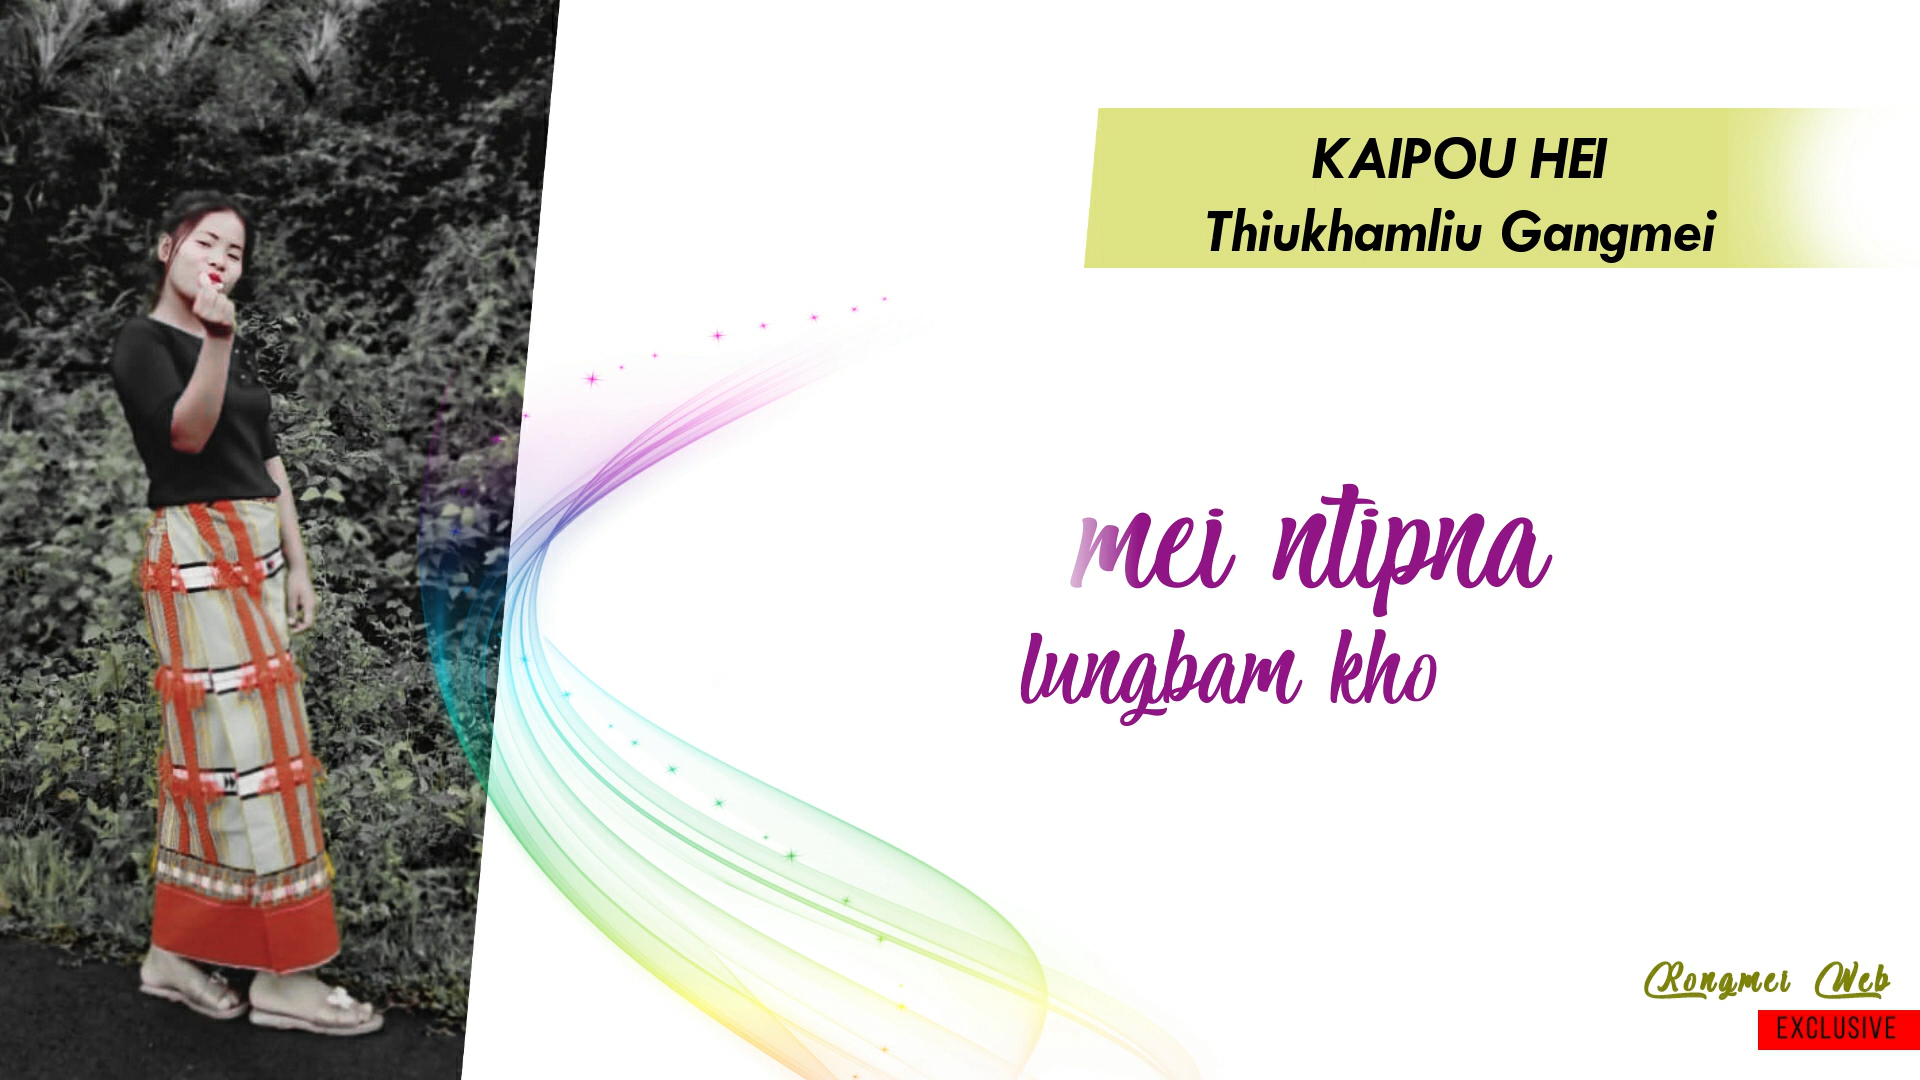 KAIPOU HEI
Thiukhamliu Gangmei
mei ntipna
lungbam kho
Rongmei Web
EXCLUSIVE